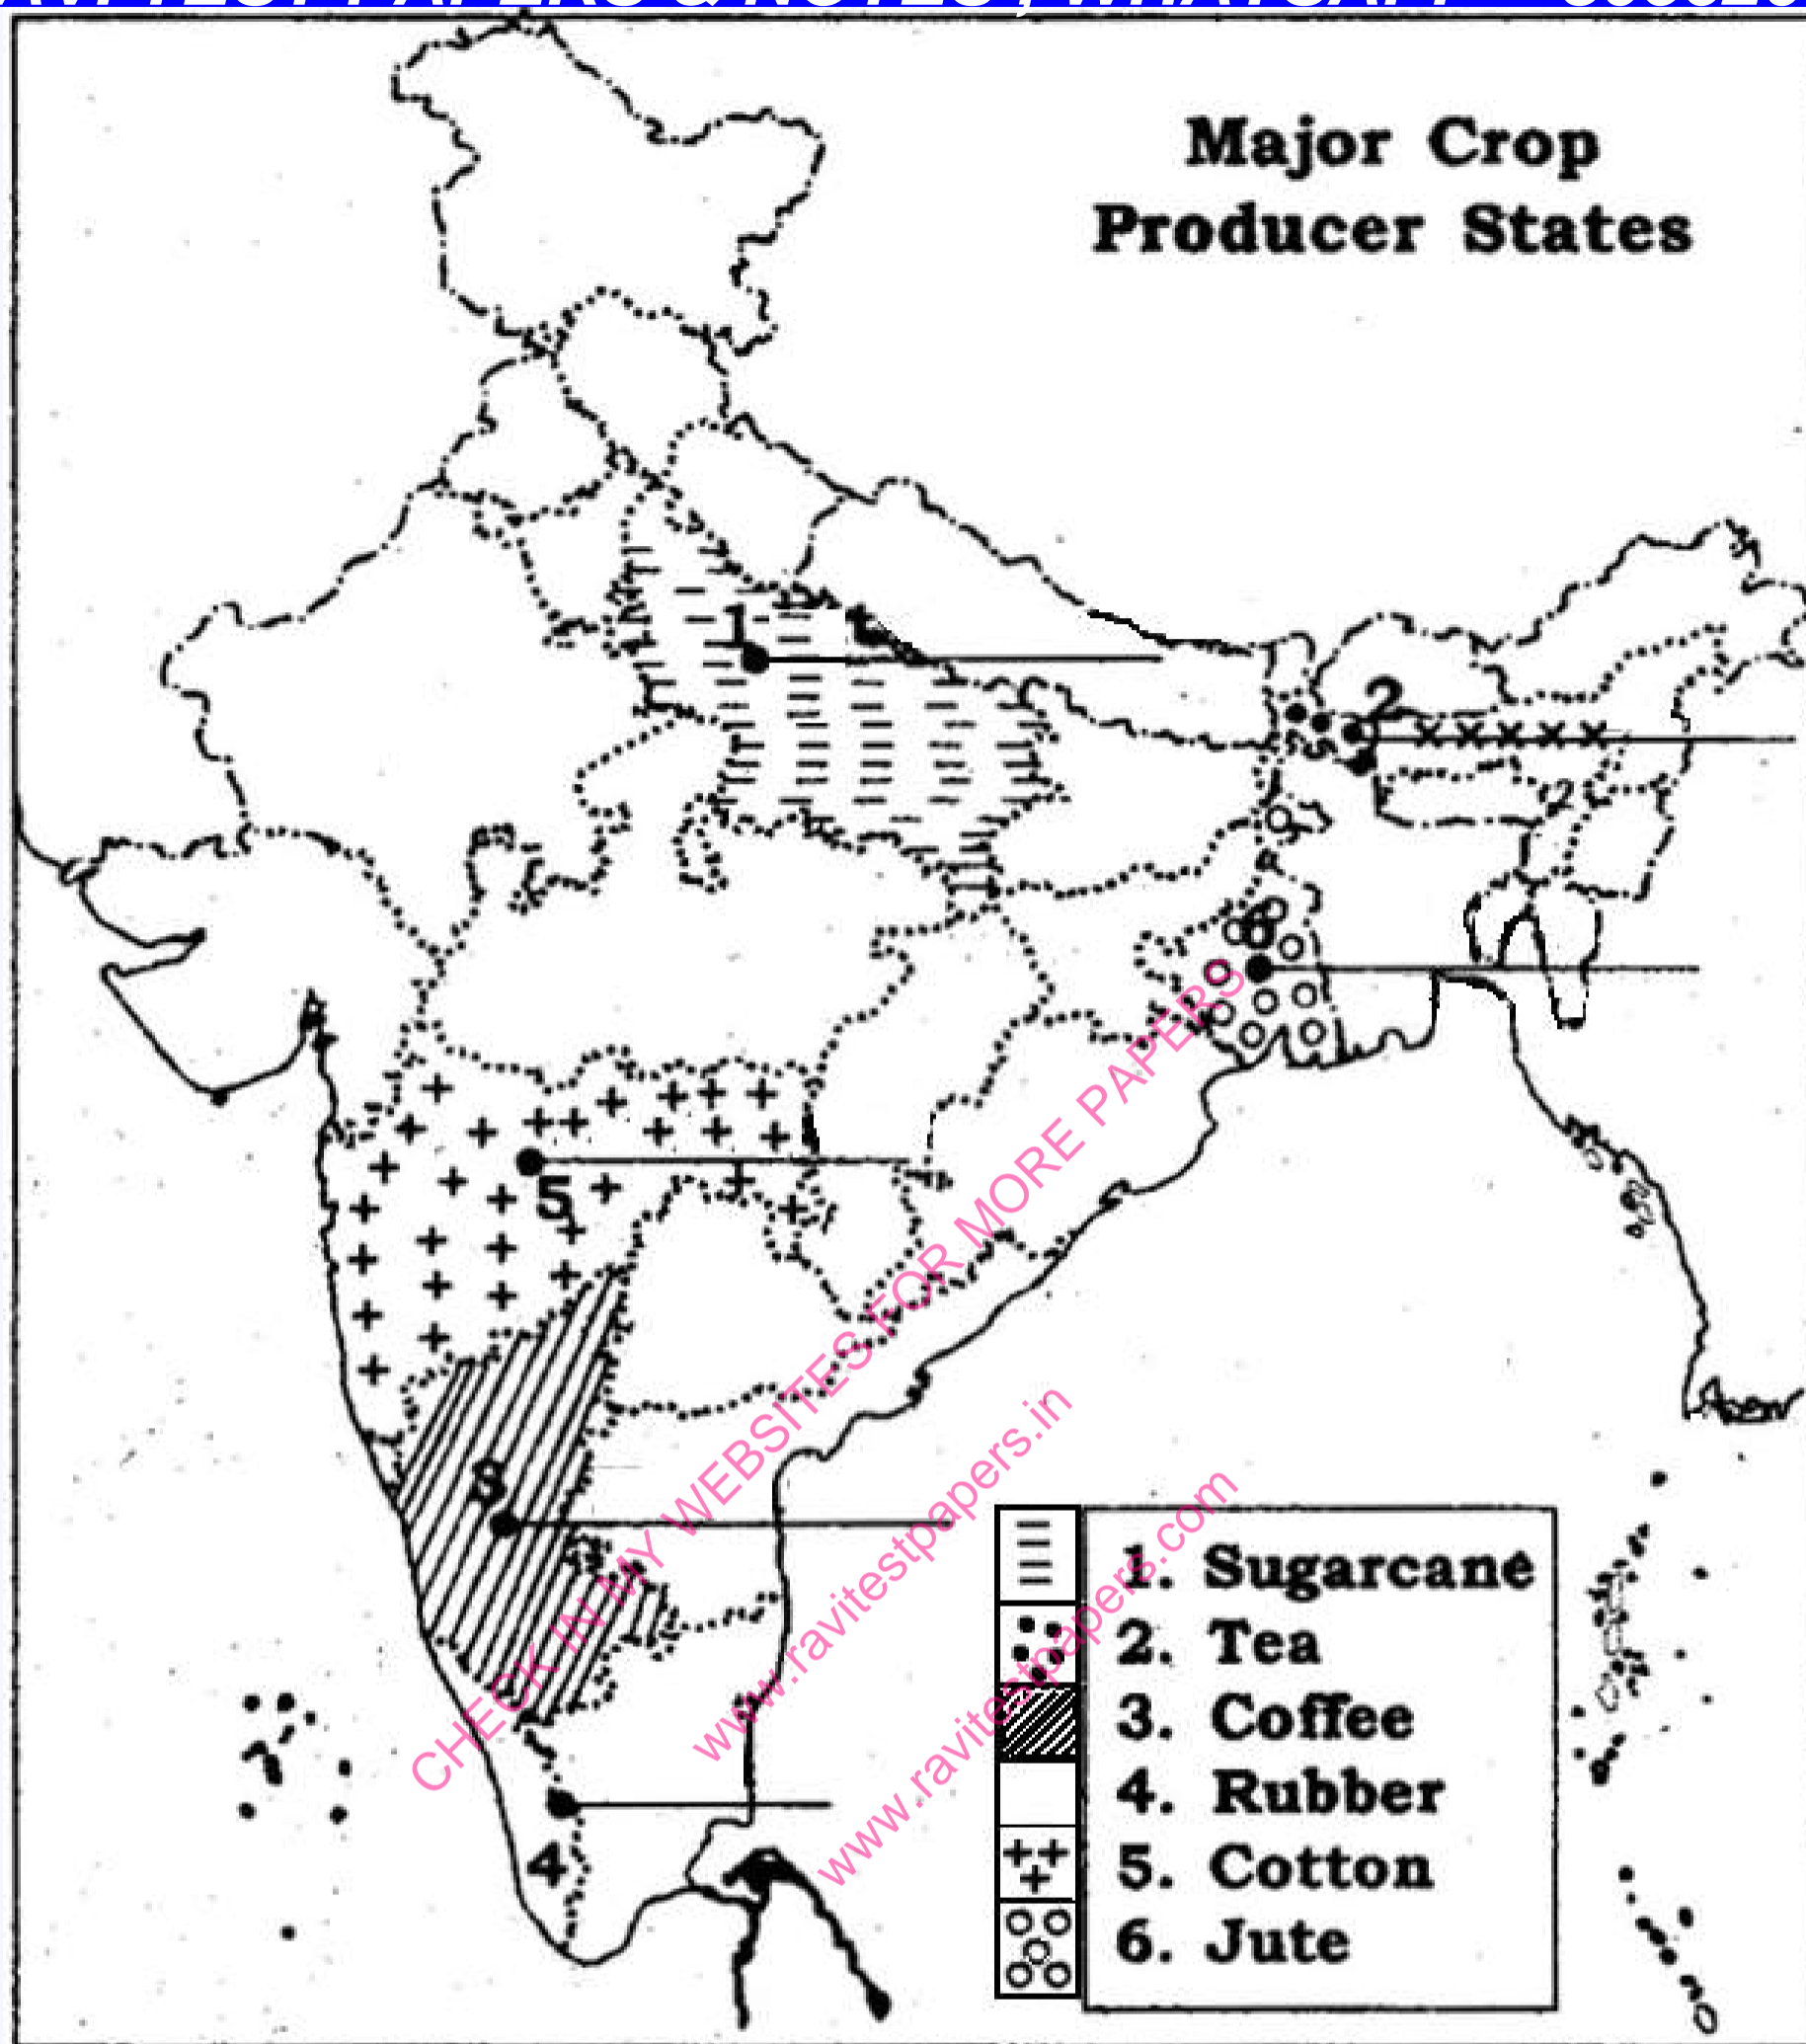 Major Crop
Producer States
1
2
6
5
3
4
1. Sugarcane
2. Tea
3. Coffee
4. Rubber
5. Cotton
6. Jute
CHECK IN MY WEBSITES FOR MORE PAPERS
www.ravitestpapers.in
www.ravitestpapers.com